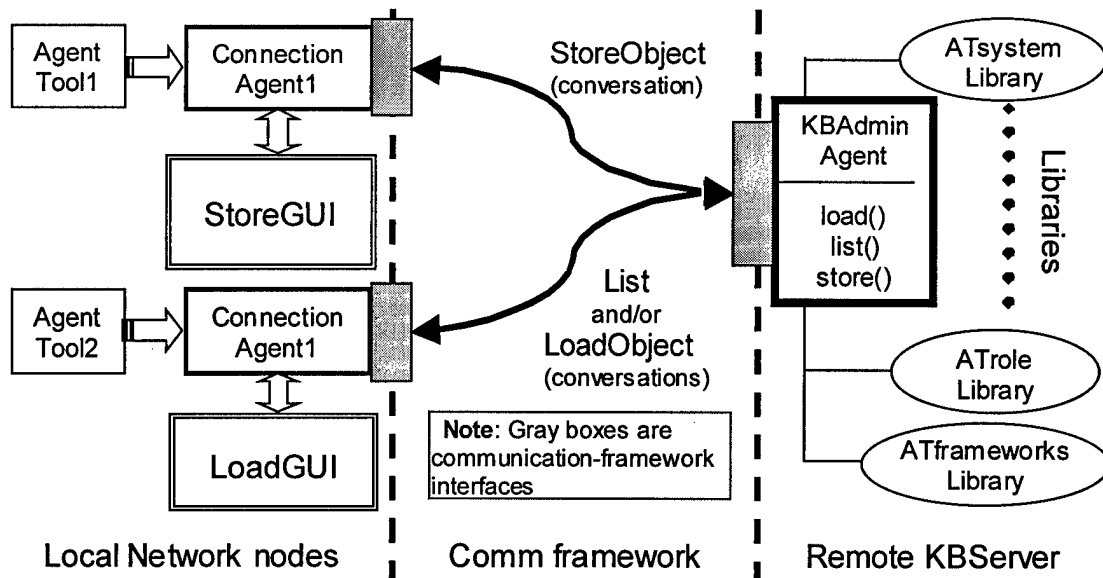 Agent
Tool1
Connection
Agent1
StoreGUI
Agent
Tool2
Connection
Agent1
LoadGUI
StoreObject
(conversation)
List
and/or
LoadObject
(conversations)
Note: Gray boxes are
communication-framework
interfaces
KBAdmin
Agent
load()
list()
store()
ATsystem
Library
Libraries
ATrole
Library
ATframeworks
Library
Local Network nodes
Comm framework
Remote KBServer